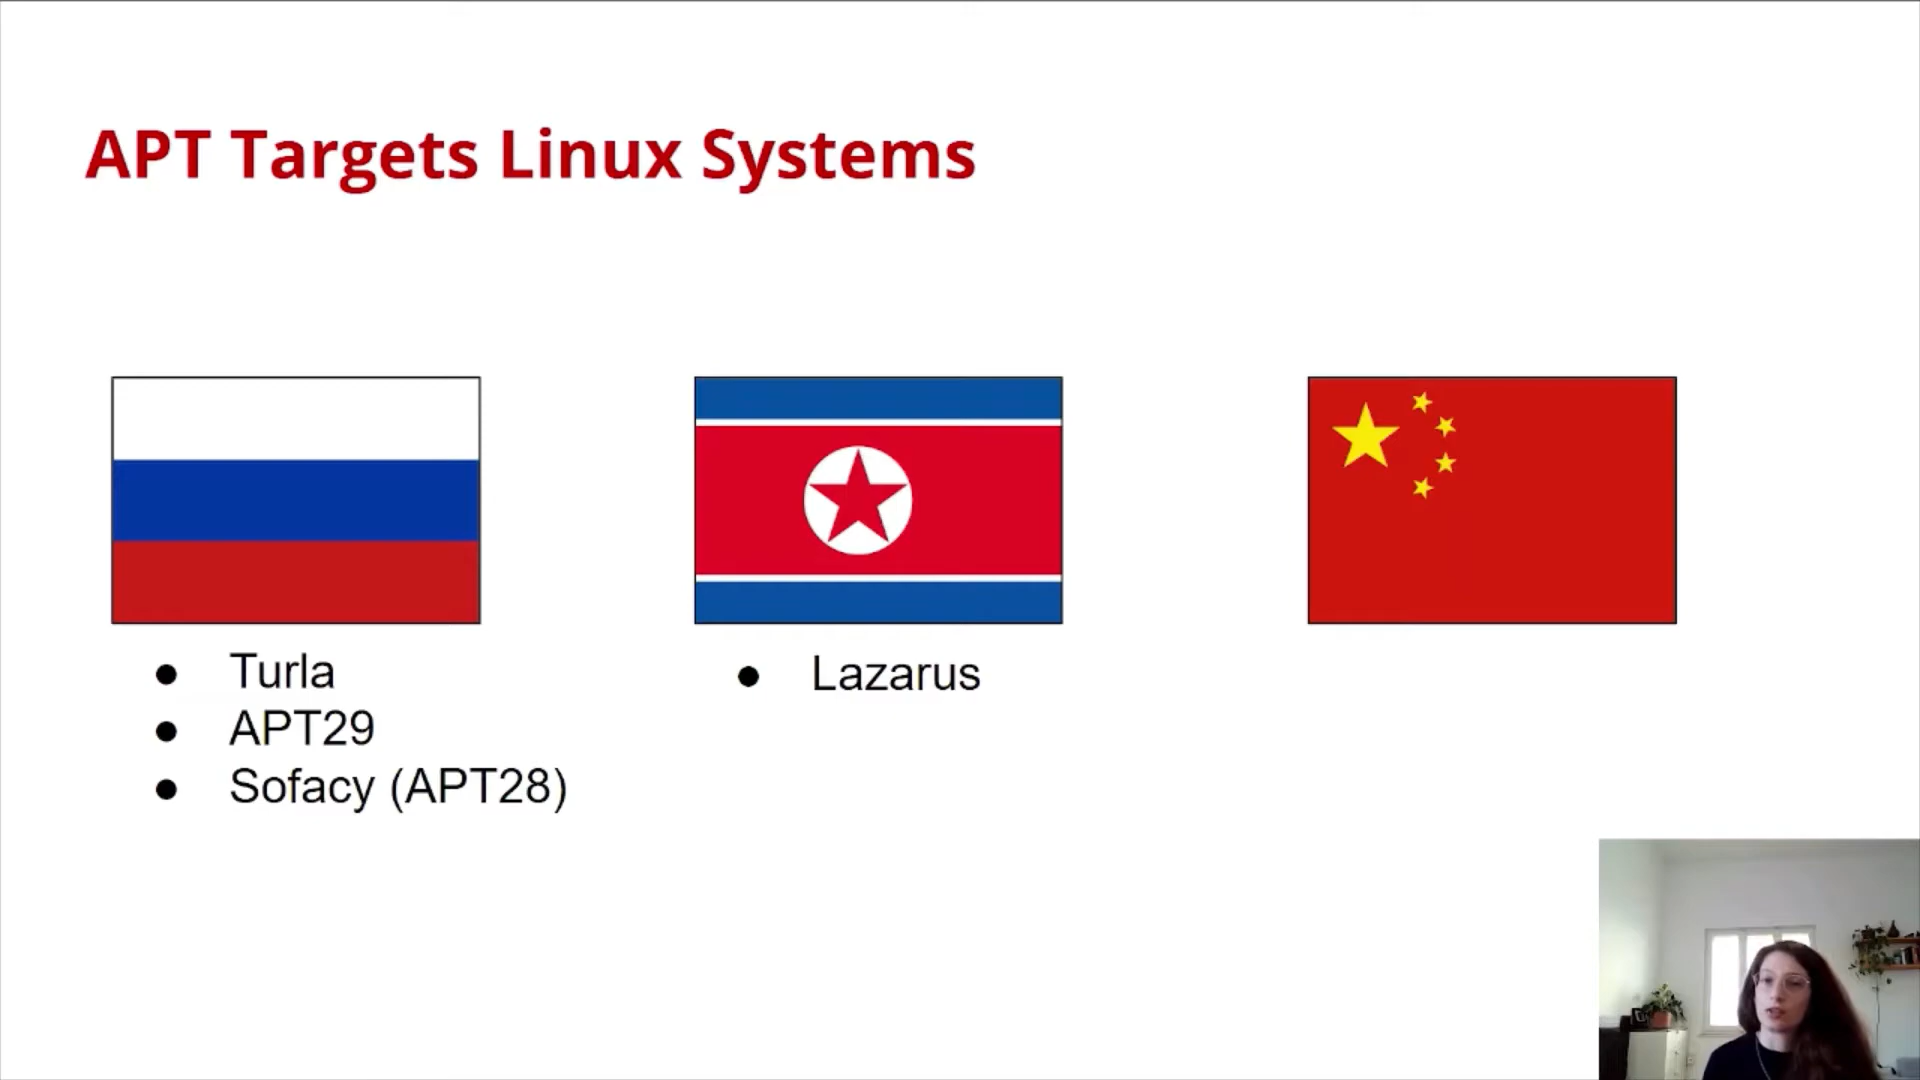 APT Targets Linux Systems
Turla
APT29
Sofacy (APT28)
Lazarus